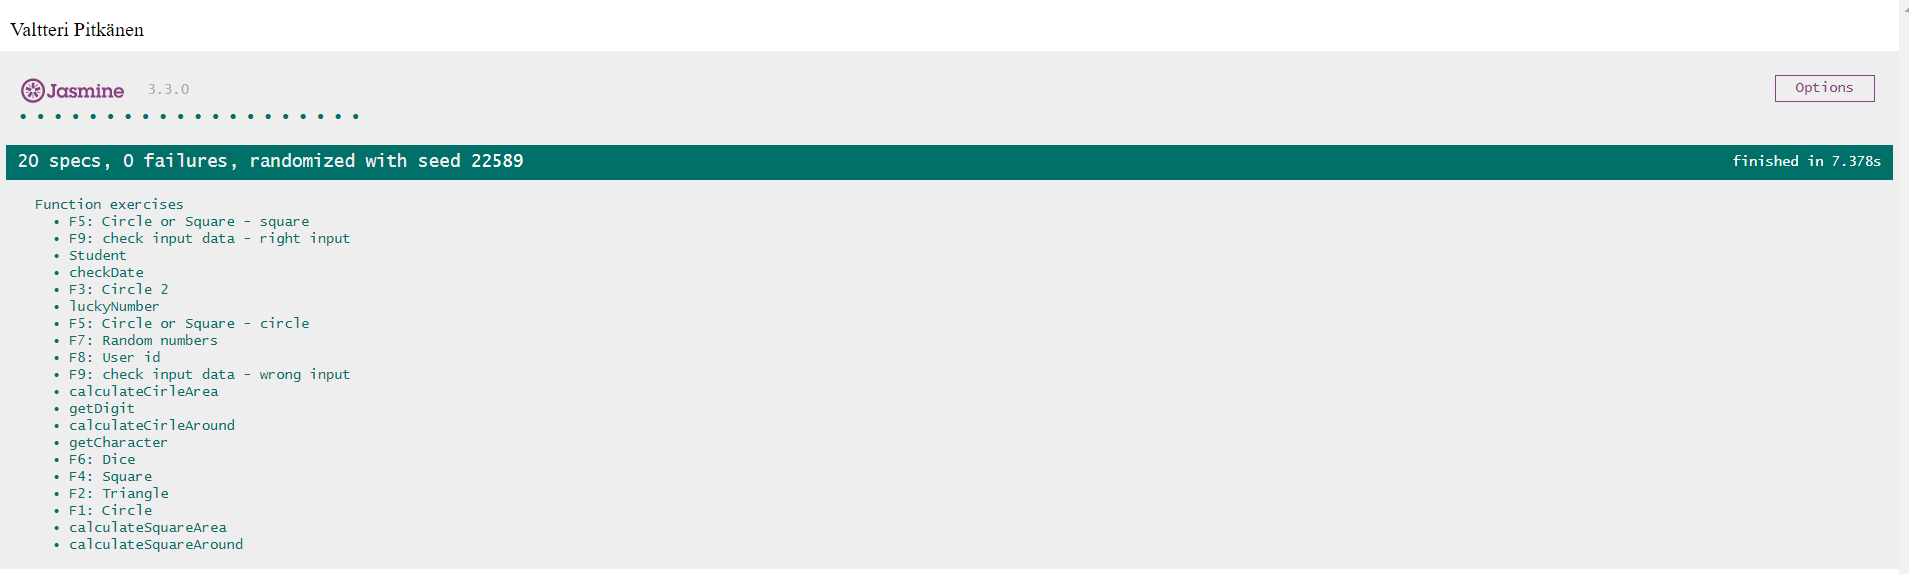 Valtteri Pitkänen
Jasmine 3.3.0 Options
20 specs, 0 failures, randomized with seed 22589 finished in 7.378s
Function exercises
• F5: Circle or Square - square
• F9: check input data - right input
• Student
• checkDate
• F3: Circle 2
• luckyNumber
• F5: Circle or Square - circle
• F7: Random numbers
• F8: User id
• F9: check input data - wrong input
• calculateCirleArea
• getDigit
• calculateCirleAround
• getCharacter
• F6: Dice
• F4: Square
• F2: Triangle
• F1: Circle
• calculateSquareArea
• calculateSquareAround